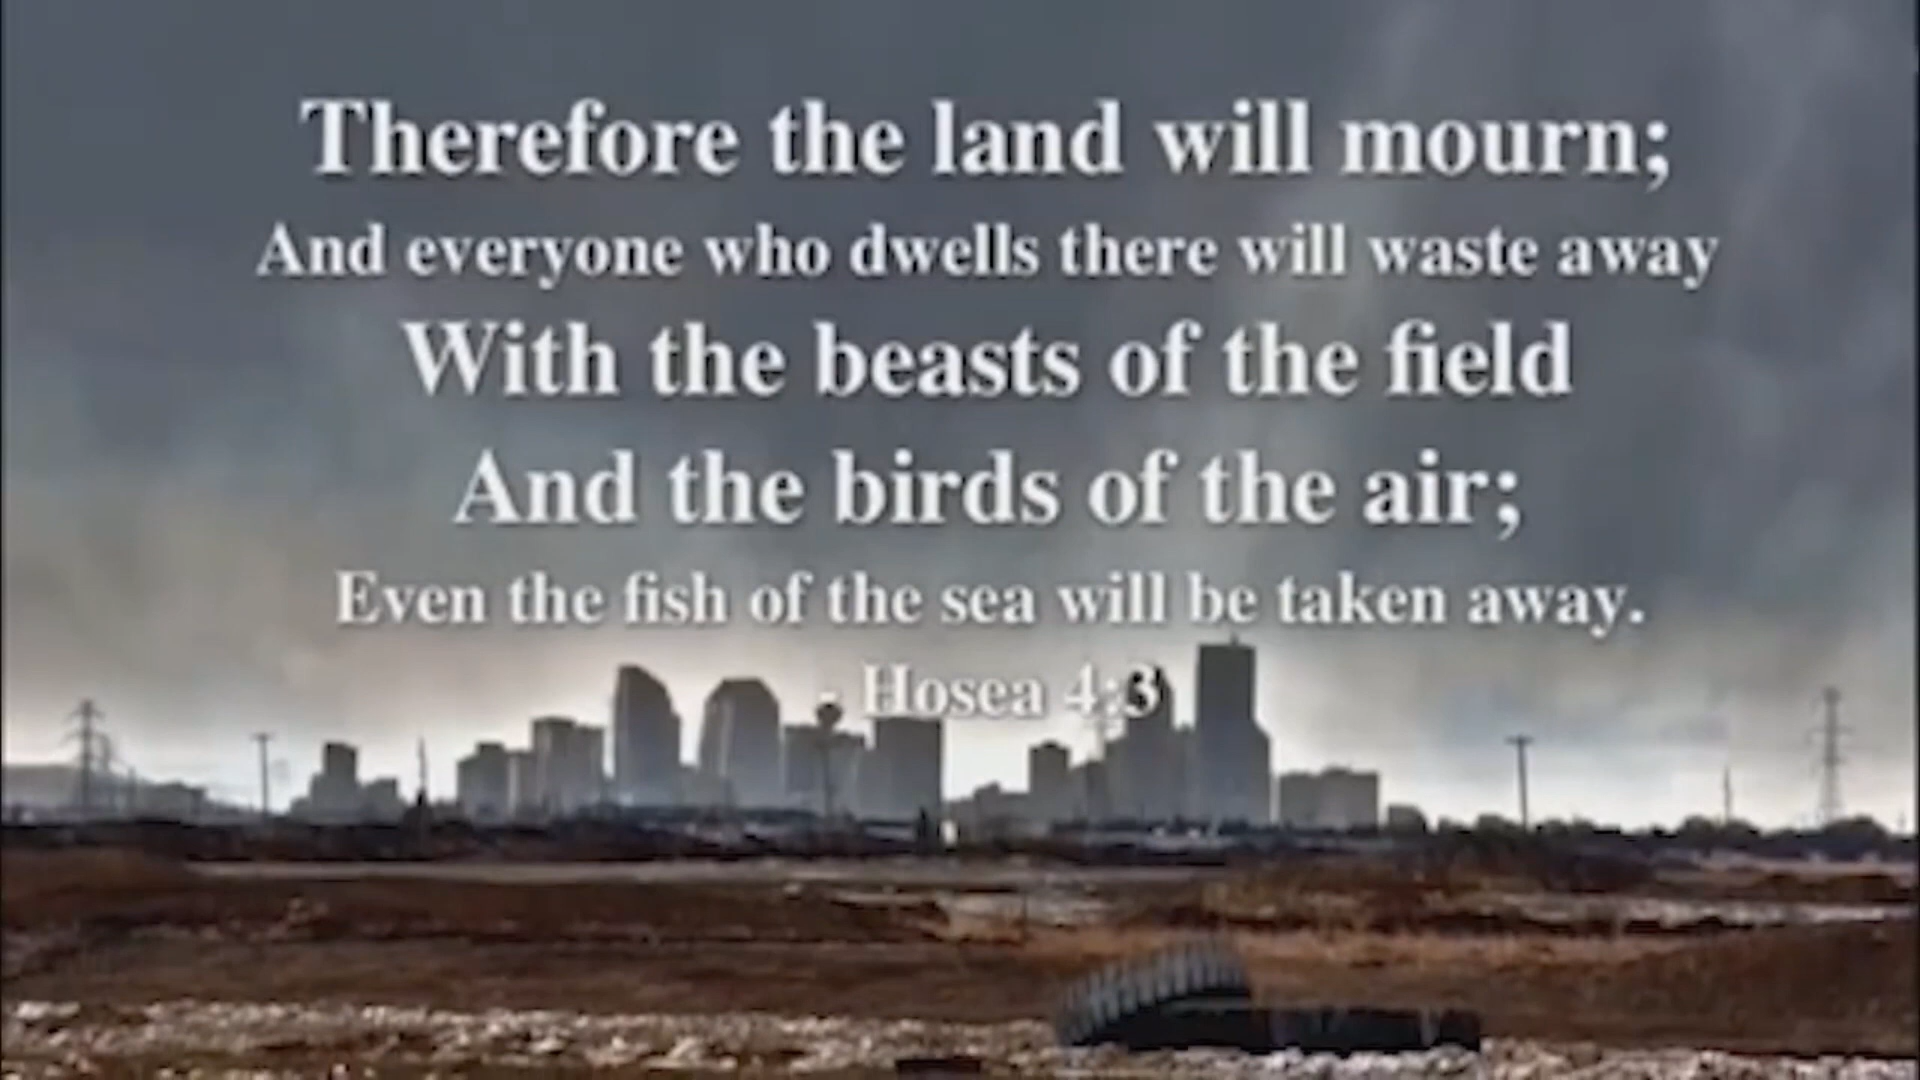 Therefore the land will mourn;
And everyone who dwells there will waste away
With the beasts of the field
And the birds of the air;
Even the fish of the sea will be taken away.
- Hosea 4:3